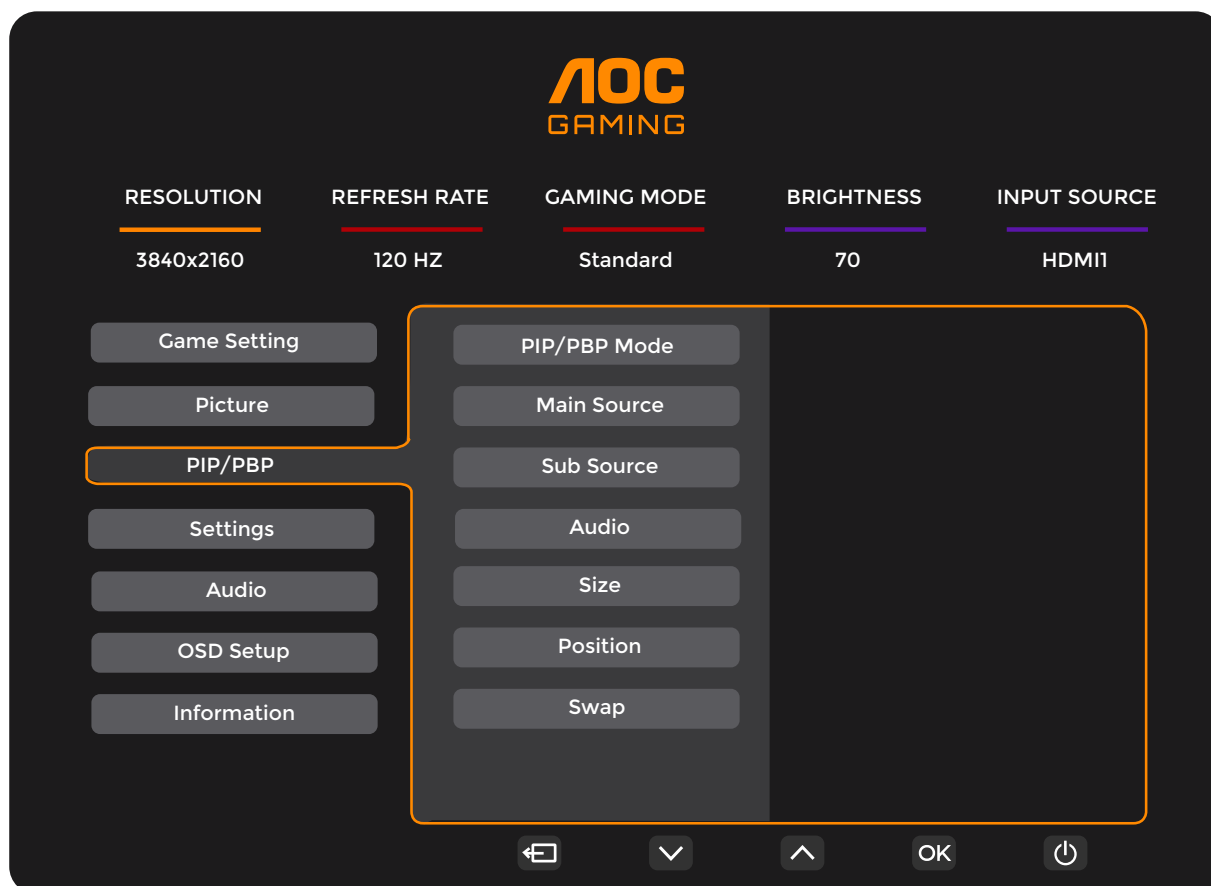 AOC
GAMING
RESOLUTION REFRESH RATE GAMING MODE BRIGHTNESS INPUT SOURCE
3840x2160 120 HZ Standard 70 HDMI1
Game Setting
PIP/PBP Mode
Picture
Main Source
PIP/PBP
Sub Source
Settings
Audio
Audio
Size
OSD Setup
Position
Information
Swap
OK